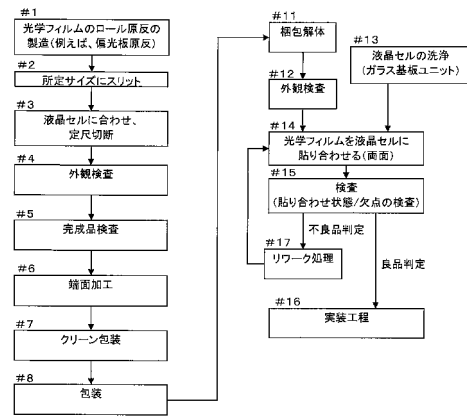 #1
光学フィルムのロール原反の
製造(例えば、偏光板原反)
#2
所定サイズにスリット
#3
液晶セルに合わせ、
定尺切断
#4
外観検査
#5
完成品検査
#6
端面加工
#7
クリーン包装
#8
包装
#11
梱包解体
#12
外観検査
#13
液晶セルの洗浄
(ガラス基板ユニット)
#14
光学フィルムを液晶セルに
貼り合わせる(両面)
#15
検査
(貼り合わせ状態/欠点の検査)
不良品判定
#17
リワーク処理
良品判定
#16
実装工程